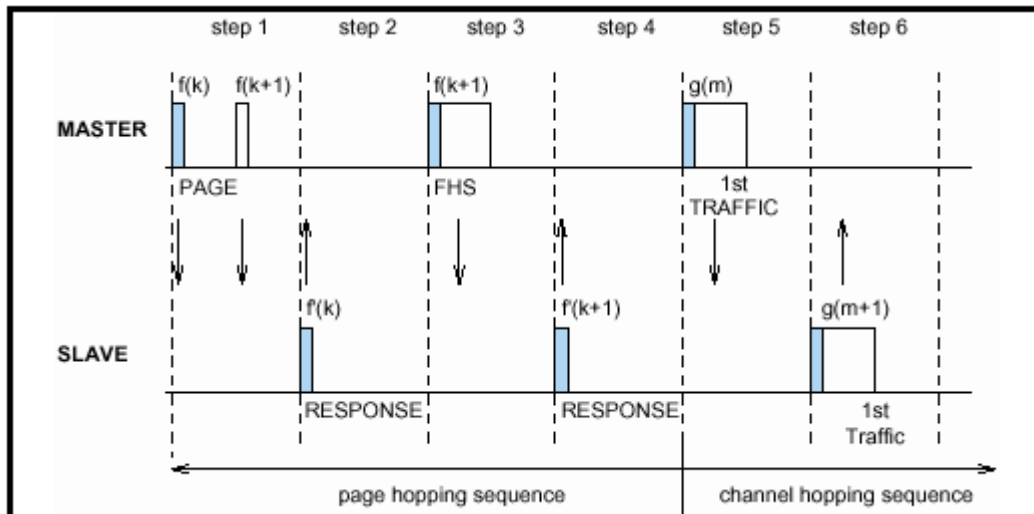 step 1 step 2 step 3 step 4 step 5 step 6
f(k) f(k+1) f(k+1) g(m)
MASTER
PAGE FHS 1st
TRAFFIC
f'(k) f'(k+1) g(m+1)
SLAVE
RESPONSE RESPONSE 1st
Traffic
page hopping sequence channel hopping sequence